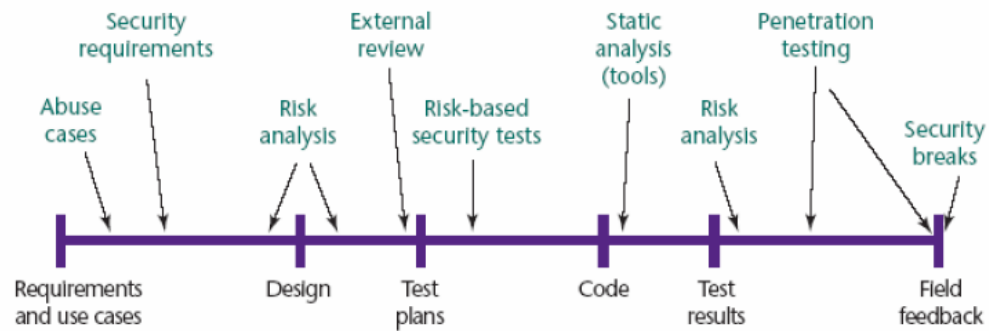 Security
requirements
External
review
Static
analysis
(tools)
Penetration
testing
Abuse
cases
Risk
analysis
Risk-based
security tests
Risk
analysis
Security
breaks
Requirements
and use cases
Design
Test
plans
Code
Test
results
Field
feedback